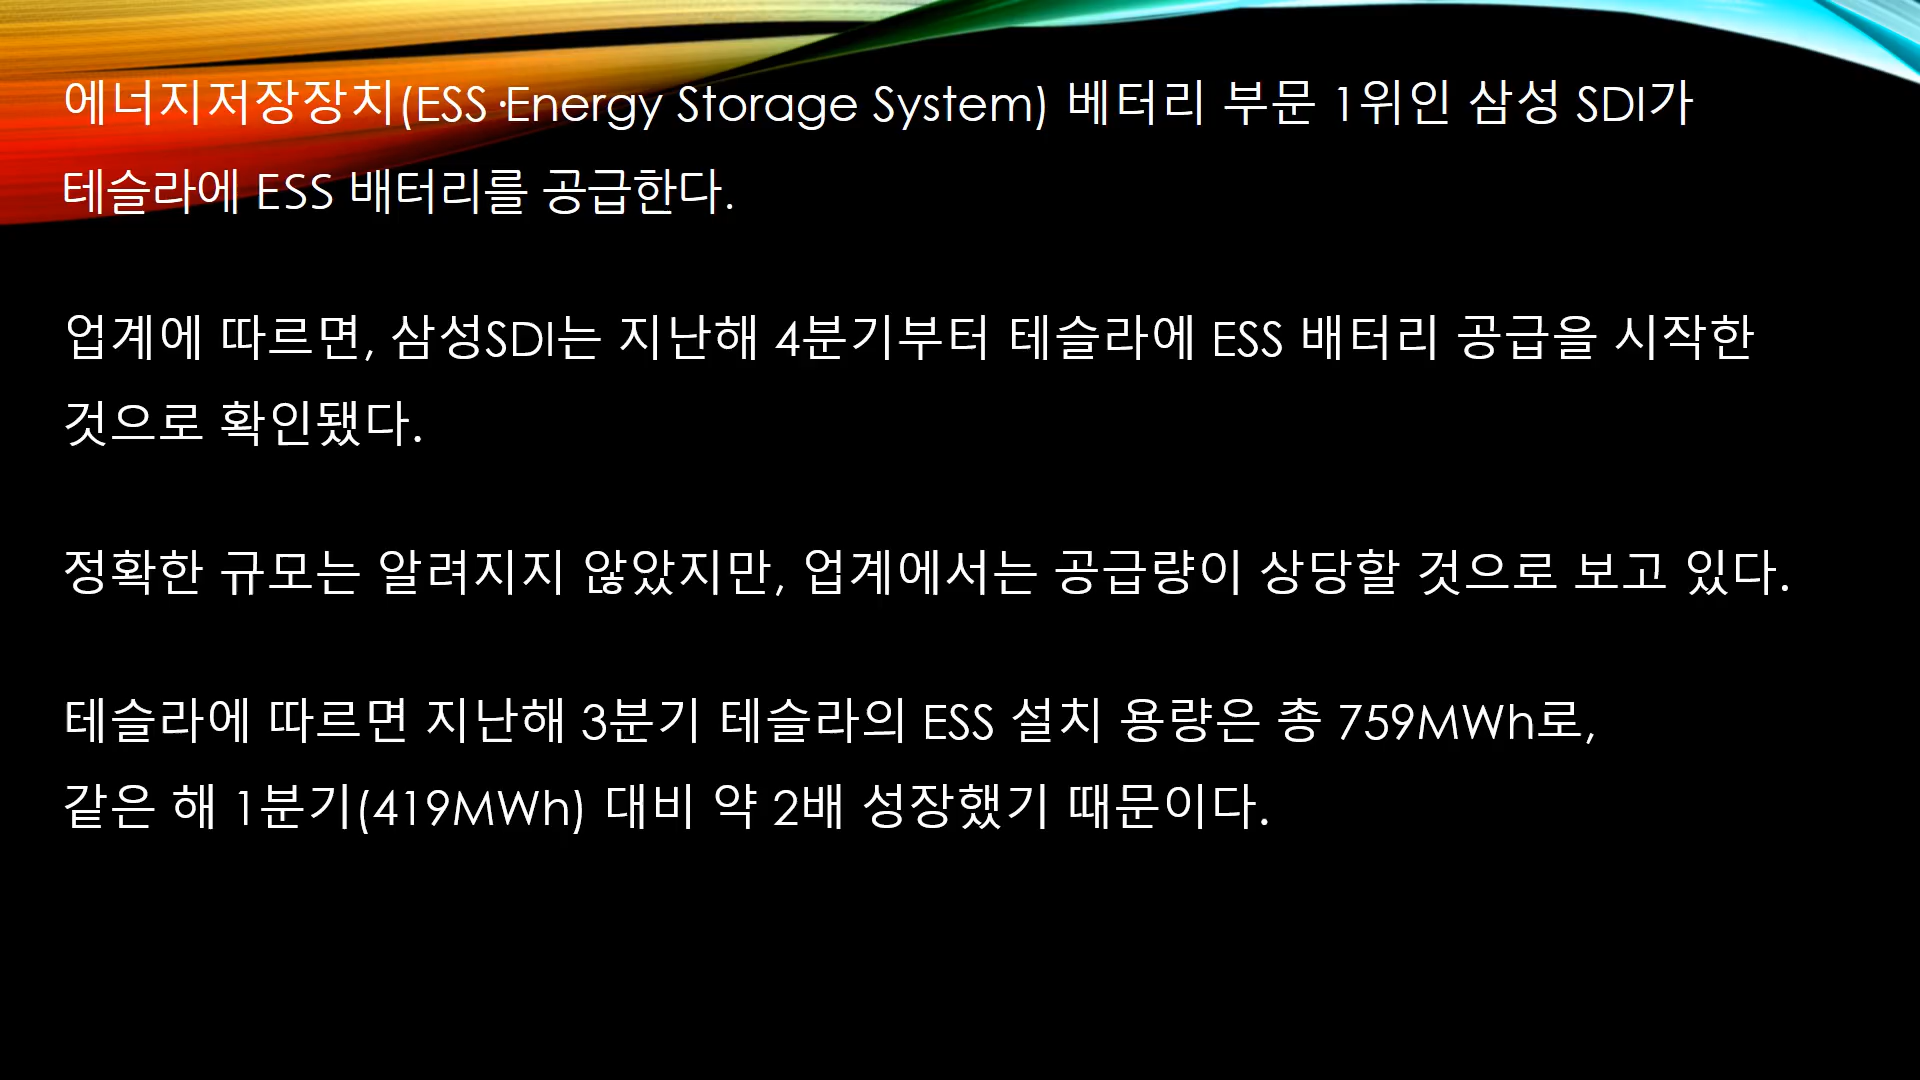 에너지저장장치(ESS·Energy Storage System) 베터리 부문 1위인 삼성 SDI가
테슬라에 ESS 배터리를 공급한다.
업계에 따르면, 삼성SDI는 지난해 4분기부터 테슬라에 ESS 배터리 공급을 시작한
것으로 확인됐다.
정확한 규모는 알려지지 않았지만, 업계에서는 공급량이 상당할 것으로 보고 있다.
테슬라에 따르면 지난해 3분기 테슬라의 ESS 설치 용량은 총 759MWh로,
같은 해 1분기(419MWh) 대비 약 2배 성장했기 때문이다.